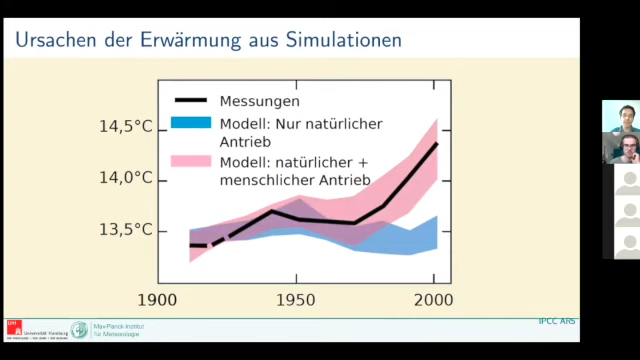 Ursachen der Erwärmung aus Simulationen
Messungen
Modell: Nur natürlicher
Antrieb
Modell: natürlicher +
menschlicher Antrieb
14,5°C
14,0°C
13,5°C
1900
1950
2000
IPCC AR5
Universität Hamburg
Max-Planck-Institut
für Meteorologie